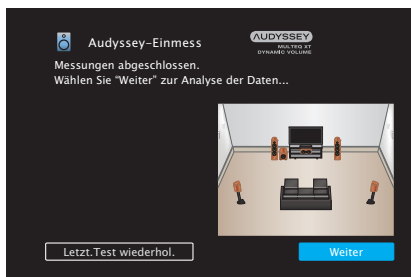 Audyssey-Einmess
AUDYSSEY
MULTEQ XT
DYNAMIC VOLUME
Messungen abgeschlossen.
Wählen Sie “Weiter” zur Analyse der Daten...
Letzt.Test wiederhol.
Weiter